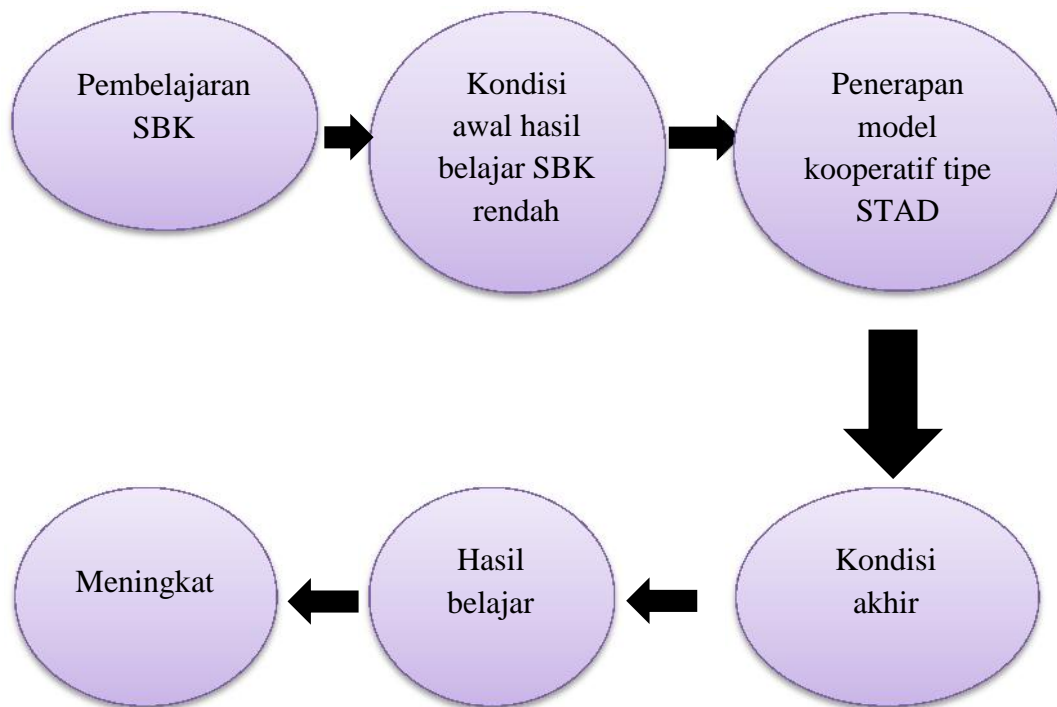 Pembelajaran
SBK
Kondisi
awal hasil
belajar SBK
rendah
Penerapan
model
kooperatif tipe
STAD
Kondisi
akhir
Hasil
belajar
Meningkat